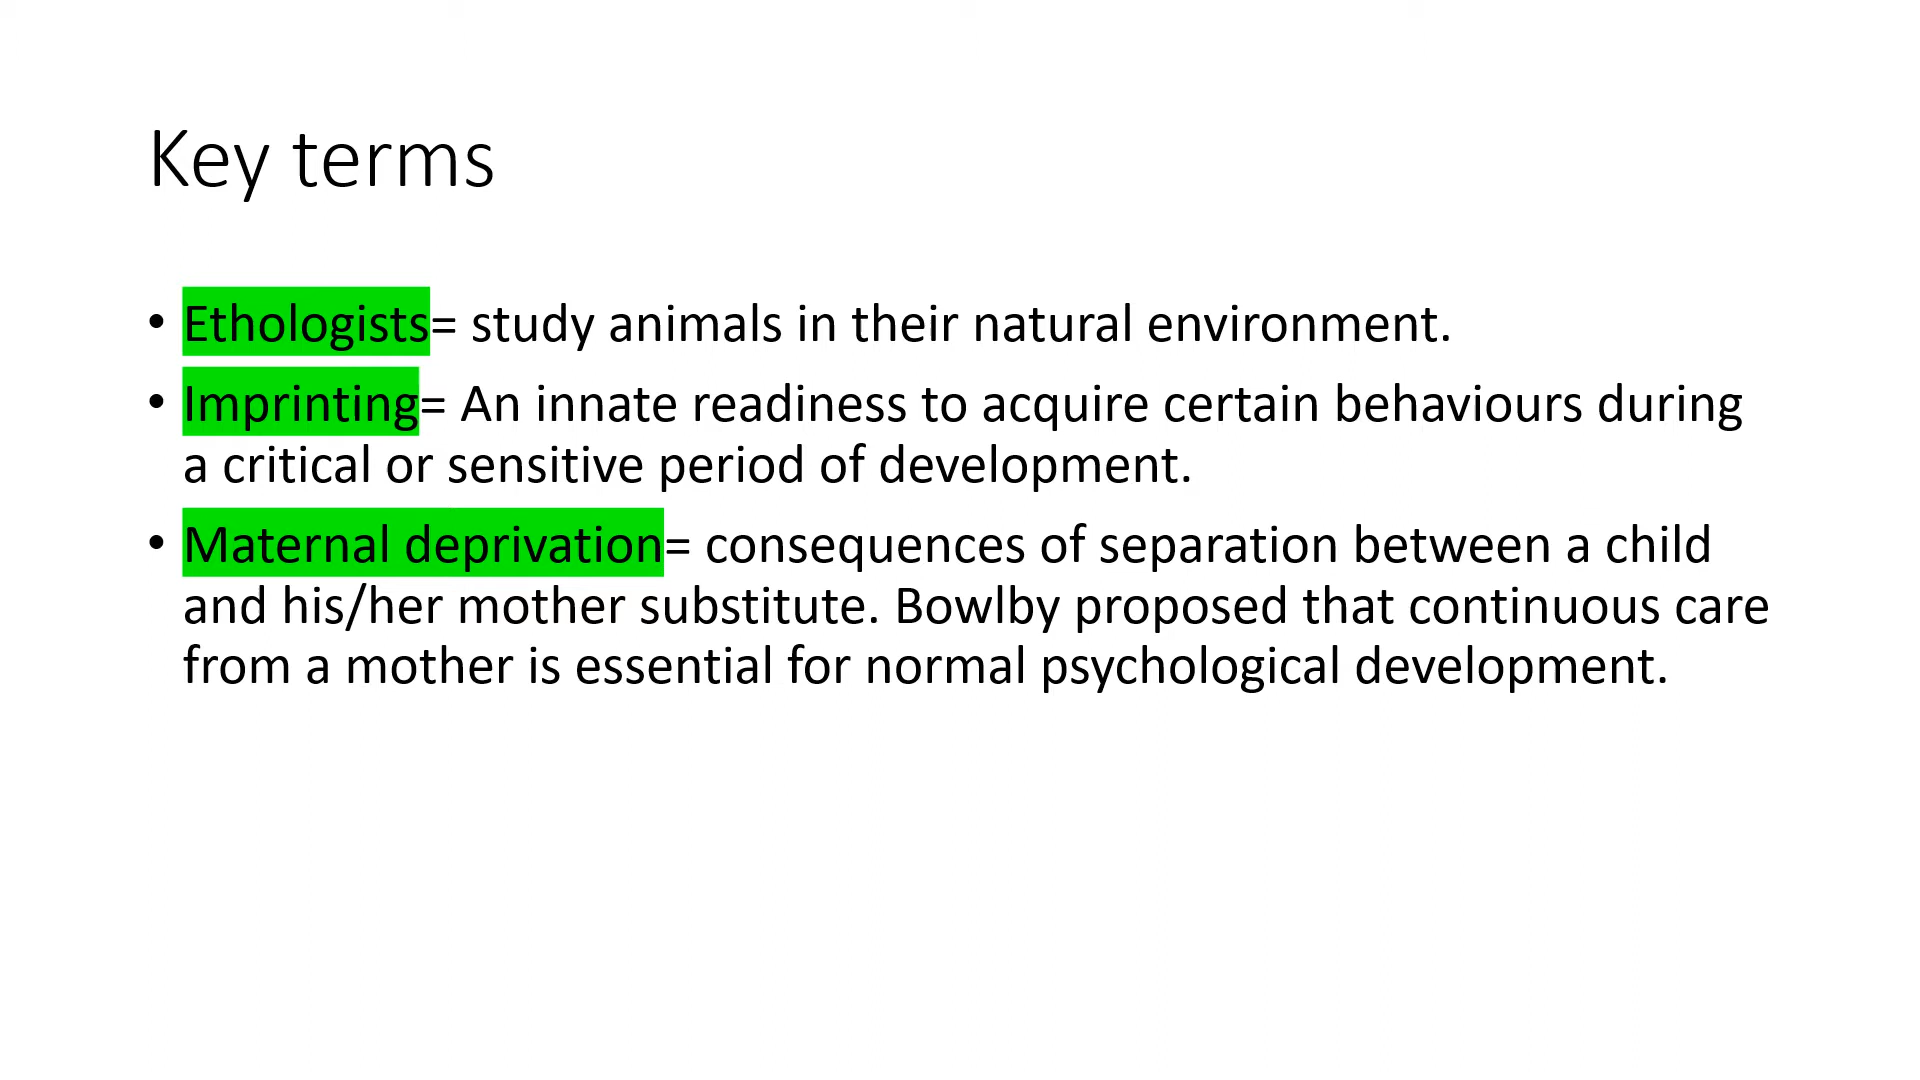 Key terms
• Ethologists= study animals in their natural environment.
• Imprinting= An innate readiness to acquire certain behaviours during
a critical or sensitive period of development.
• Maternal deprivation= consequences of separation between a child
and his/her mother substitute. Bowlby proposed that continuous care
from a mother is essential for normal psychological development.